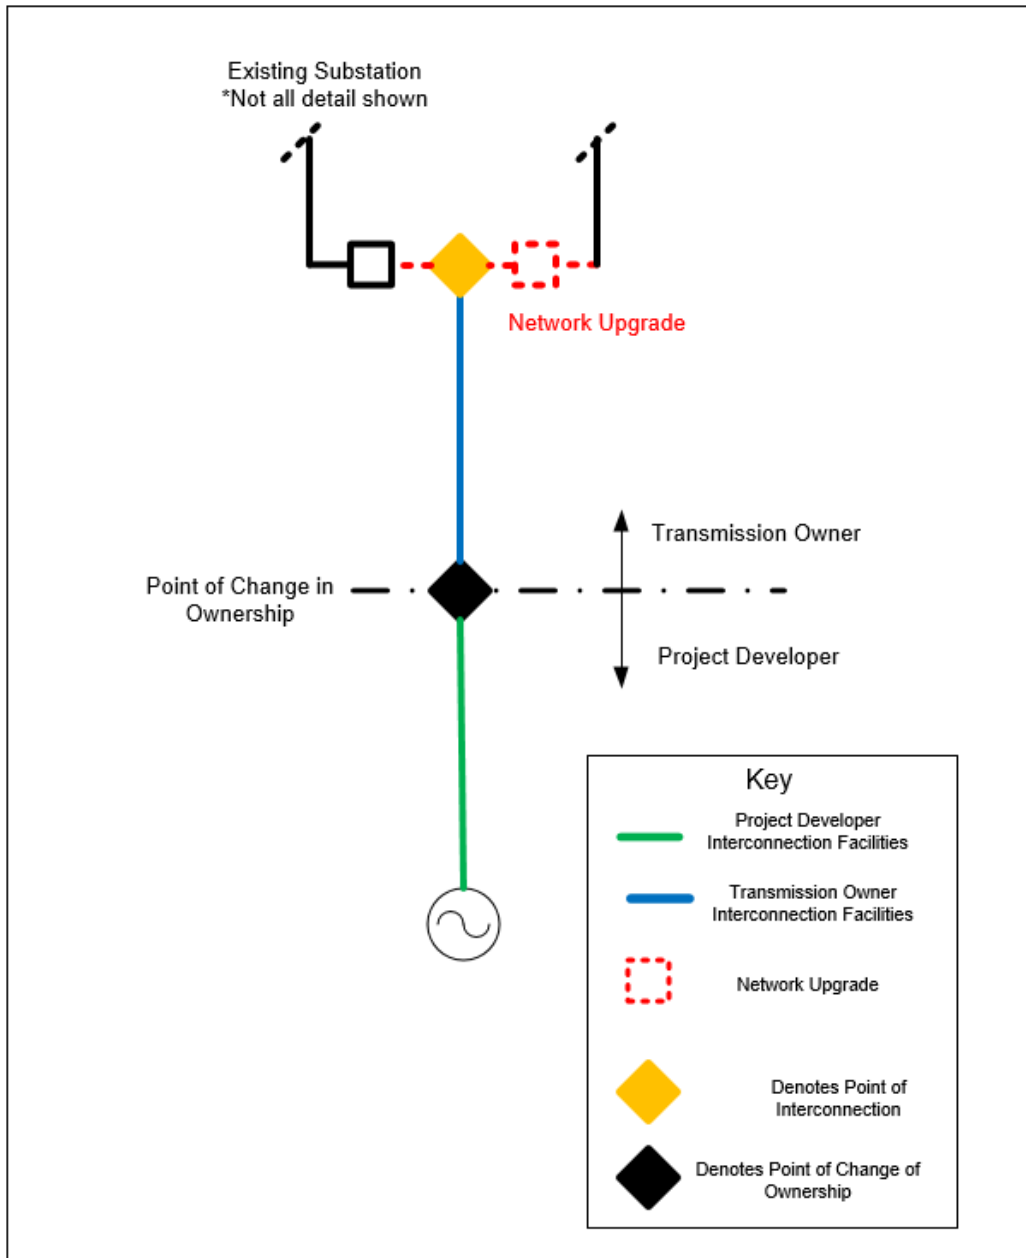 Existing Substation
*Not all detail shown
Network Upgrade
Transmission Owner
Point of Change in
Ownership
Project Developer
Key
Project Developer
Interconnection Facilities
Transmission Owner
Interconnection Facilities
Network Upgrade
Denotes Point of
Interconnection
Denotes Point of Change of
Ownership